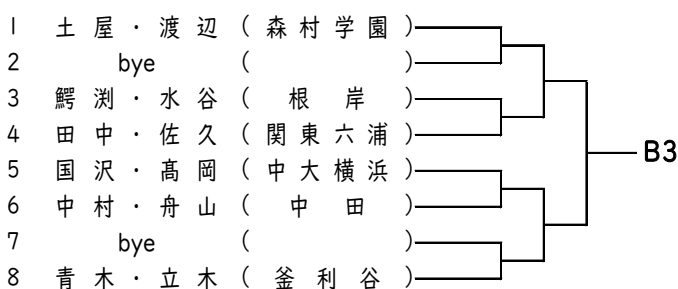 1 土屋・渡辺 (森村学園)
2 bye ( )
3 鰐渕・水谷 (根岸)
4 田中・佐久 (関東六浦)
5 国沢・髙岡 (中大横浜)
B3
6 中村・舟山 (中田)
7 bye ( )
8 青木・立木 (釜利谷)